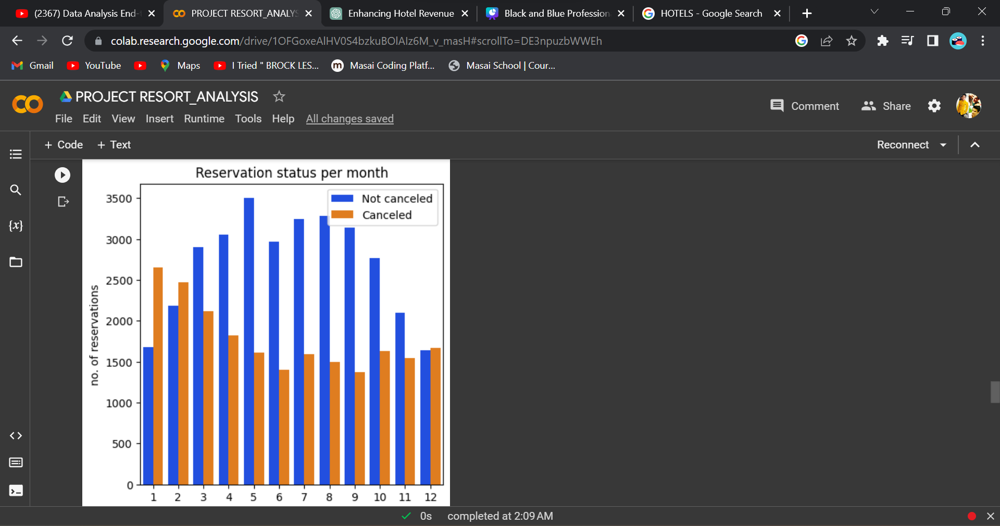 (2367) Data Analysis End-t
PROJECT RESORT_ANALYS
Enhancing Hotel Revenue
Black and Blue Profession
HOTELS - Google Search
colab.research.google.com/drive/1OFGoxeAlHV0S4bzkuBOlAIz6M_v_masH#scrollTo=DE3npuzbWWEh
Gmail
YouTube
Maps
I Tried " BROCK LES...
Masai Coding Platf...
Masai School | Cour...
PROJECT RESORT_ANALYSIS
Comment
Share
File Edit View Insert Runtime Tools Help All changes saved
+ Code + Text
Reconnect
Reservation status per month
Not canceled
Canceled
3500
3000
2500
2000
1500
1000
500
0
no. of reservations
1 2 3 4 5 6 7 8 9 10 11 12
0s completed at 2:09 AM